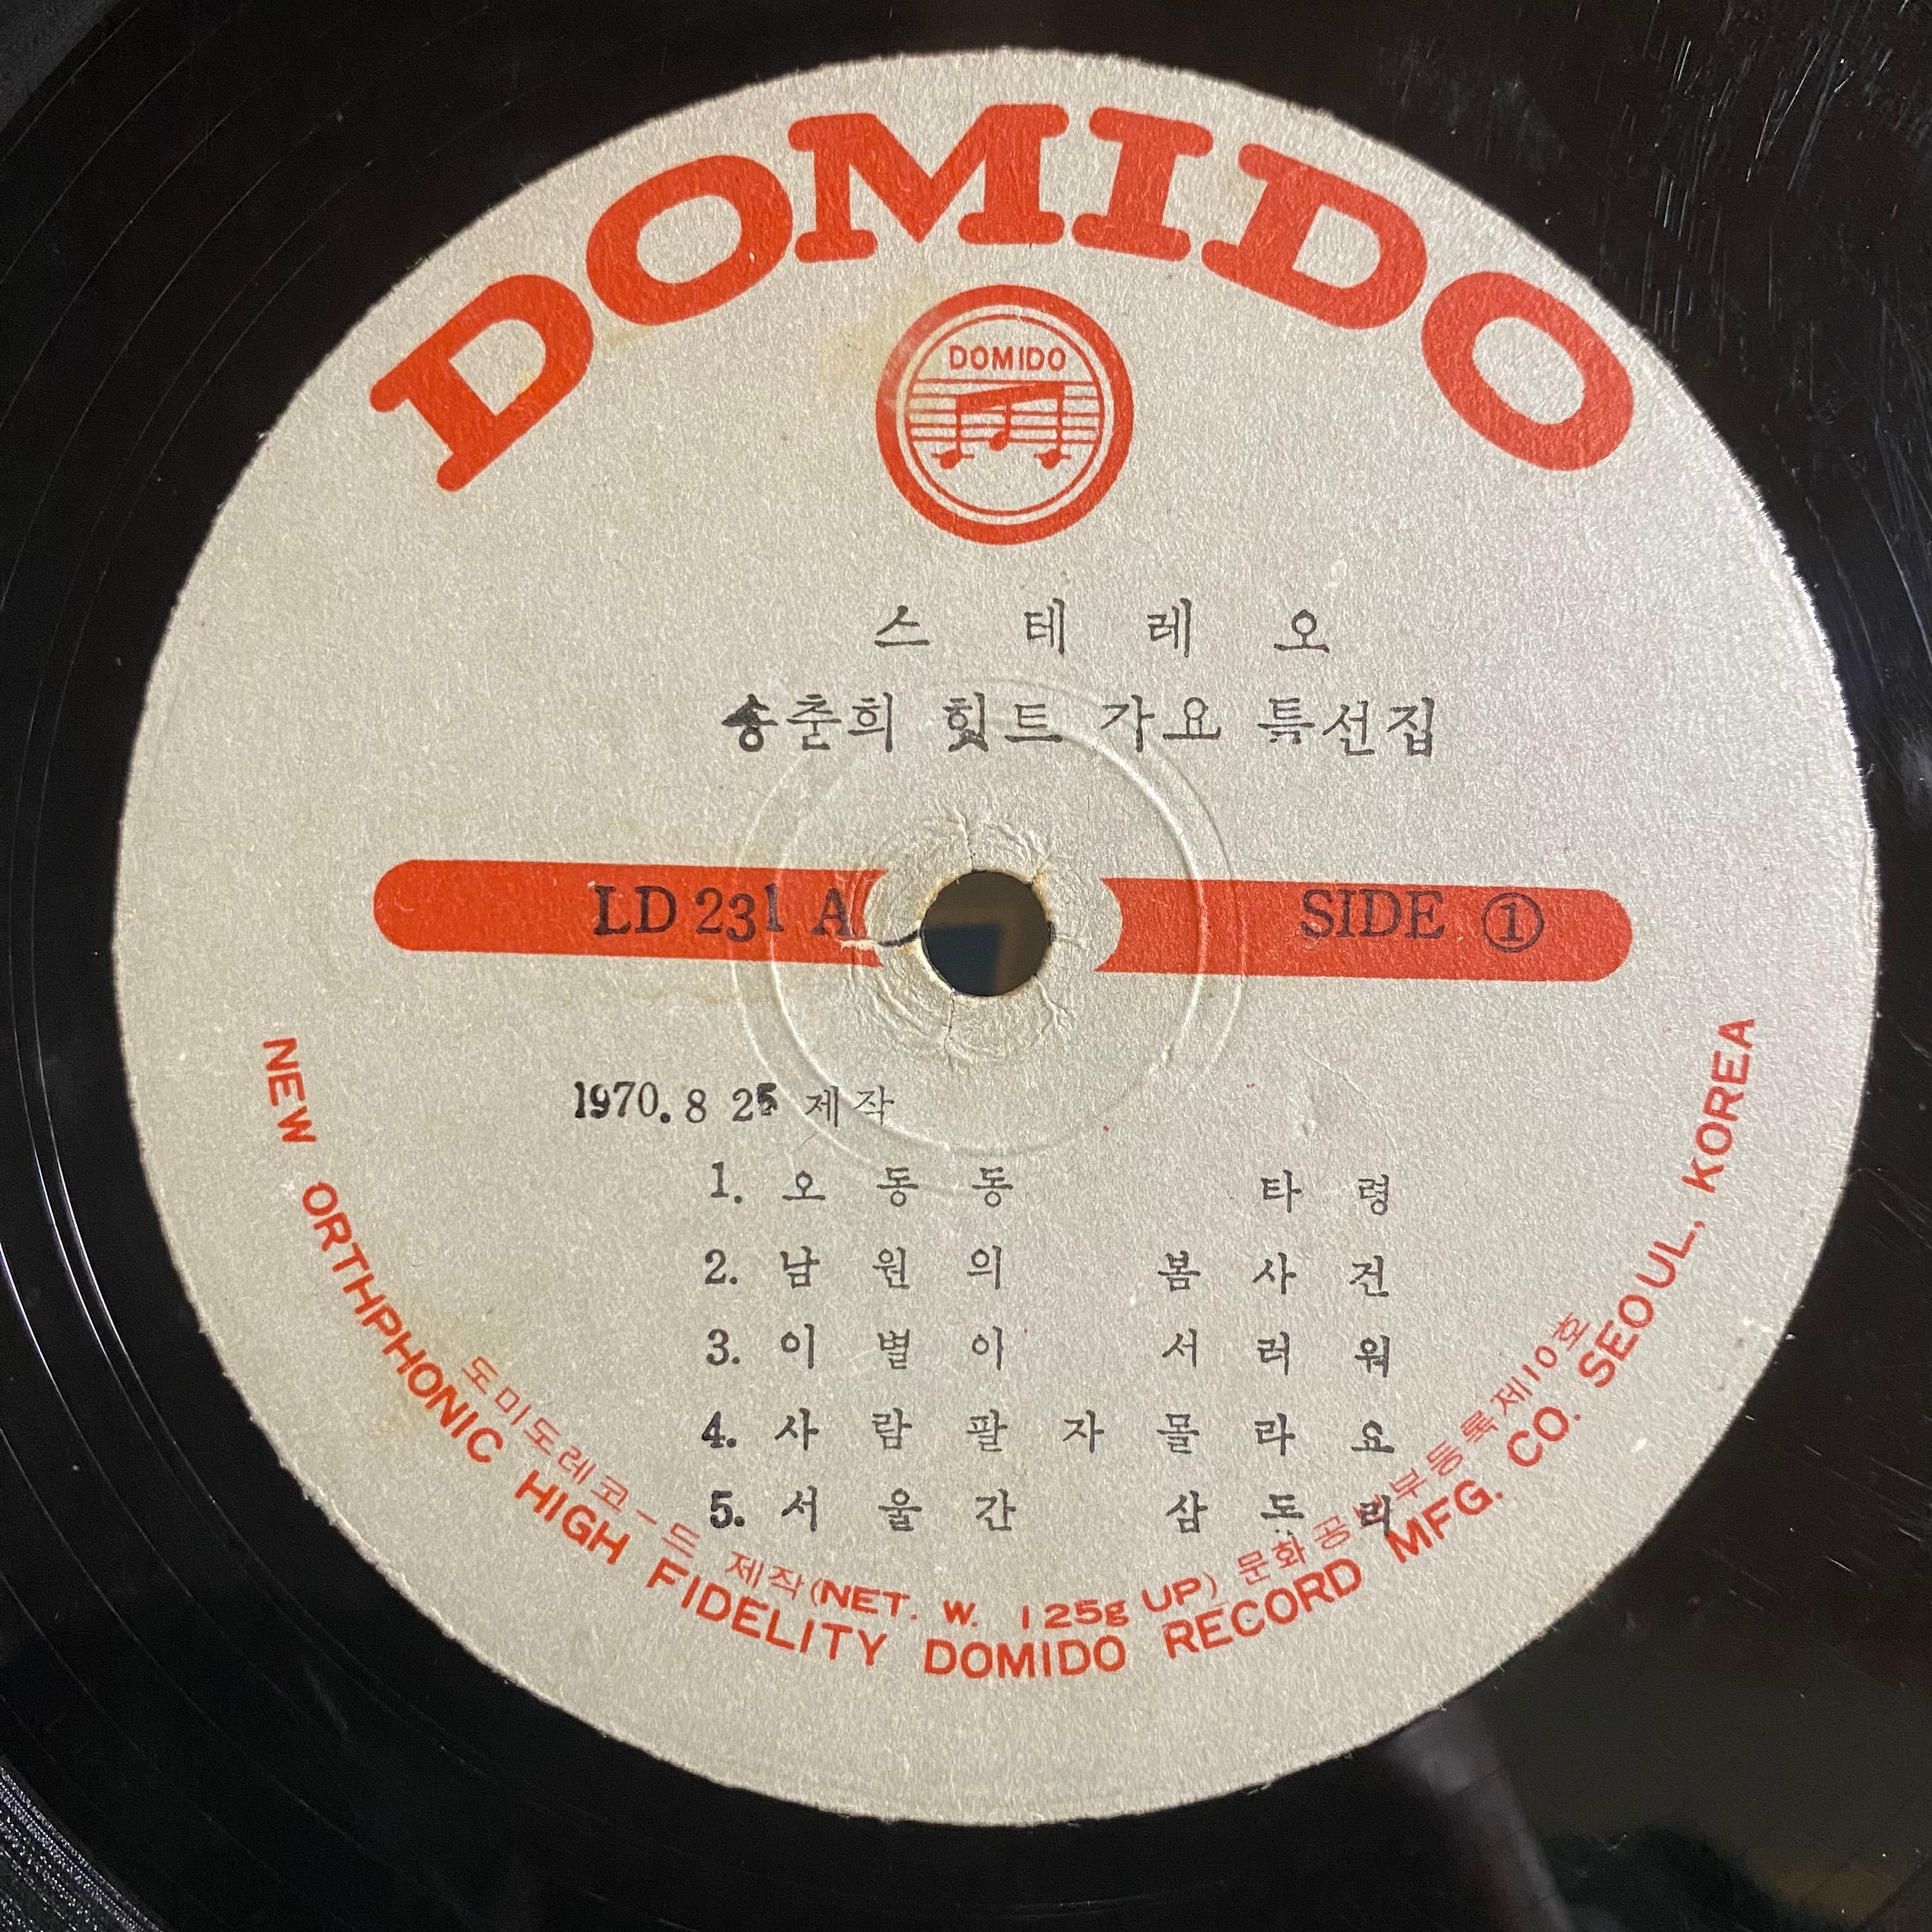 DOMIDO
DOMIDO
스테레오
송춘희 힛트 가요 특선집
LD 231 A
SIDE ①
1970.8 25 제작
1. 오동동 타령
2. 남원의 봄사건
3. 이별이 서러워
4. 사람팔자몰라요
5. 서울간 삼도리
도미도레코-드 제작(NET. W. 125g UP) 문화공보부등록제10호
NEW ORTHPHONIC HIGH FIDELITY DOMIDO RECORD MFG. CO. SEOUL, KOREA